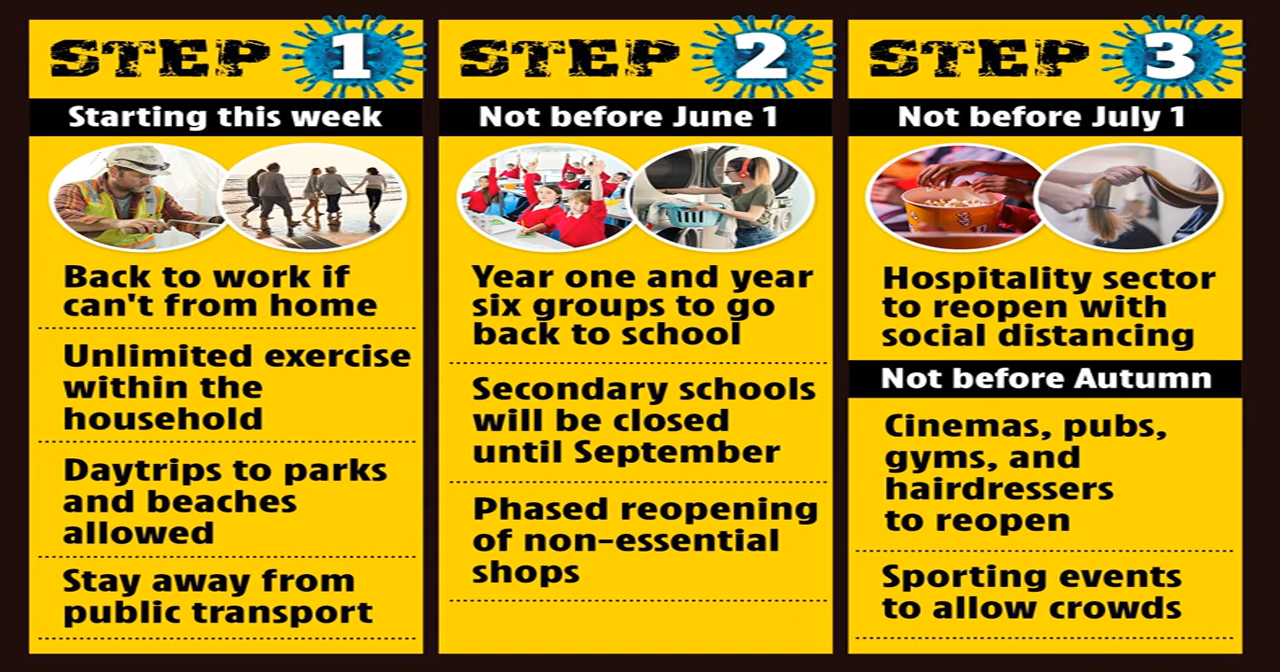 STEP 1
Starting this week
Back to work if
can't from home
Unlimited exercise
within the
household
Daytrips to parks
and beaches
allowed
Stay away from
public transport
STEP 2
Not before June 1
Year one and year
six groups to go
back to school
Secondary schools
will be closed
until September
Phased reopening
of non-essential
shops
STEP 3
Not before July 1
Hospitality sector
to reopen with
social distancing
Not before Autumn
Cinemas, pubs,
gyms, and
hairdressers
to reopen
Sporting events
to allow crowds